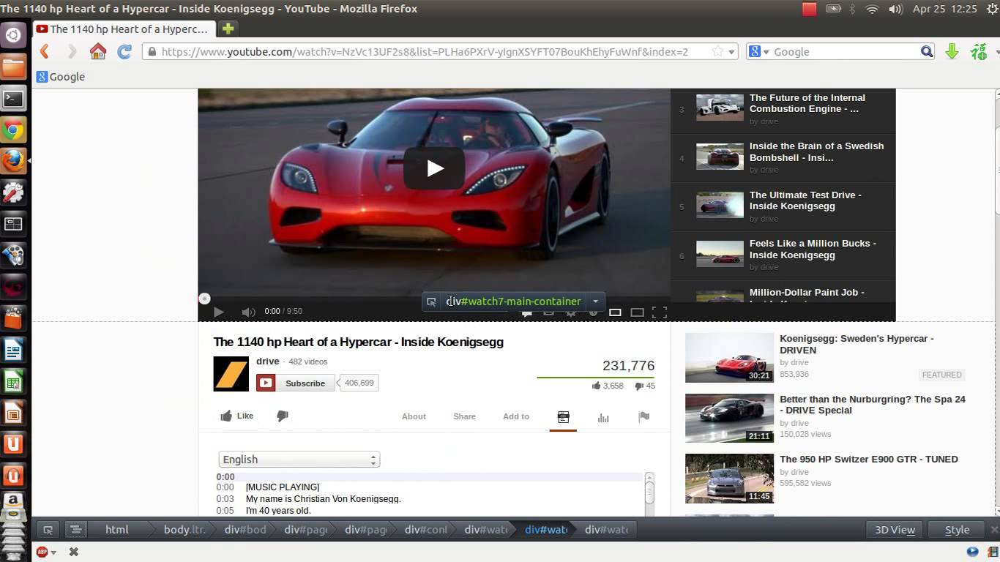 The 1140 hp Heart of a Hypercar - Inside Koenigsegg - YouTube - Mozilla Firefox
Apr 25 12:25
The 1140 hp Heart of a Hyperc...
https://www.youtube.com/watch?v=NzVc13UF2s8&list=PLHa6PXrV-yIgnXSYFT07BouKhEhyFuWnf&index=2
8 Google
8 Google
3
The Future of the Internal
Combustion Engine - ...
by drive
4
Inside the Brain of a Swedish
Bombshell - Insi...
by drive
5
The Ultimate Test Drive -
Inside Koenigsegg
by drive
6
Feels Like a Million Bucks -
Inside Koenigsegg
by drive
Million-Dollar Paint Job -
div#watch7-main-container
0:00 / 9:50
The 1140 hp Heart of a Hypercar - Inside Koenigsegg
drive · 482 videos
Subscribe
406,699
231,776
3,658
45
Like
About
Share
Add to
English
0:00
0:00 [MUSIC PLAYING]
0:03 My name is Christian Von Koenigsegg.
0:05 I'm 40 years old.
30:21
Koenigsegg: Sweden's Hypercar -
DRIVEN
by drive
853,936
FEATURED
21:11
Better than the Nurburgring? The Spa 24
- DRIVE Special
by drive
150,028 views
11:45
The 950 HP Switzer E900 GTR - TUNED
by drive
595,582 views
html
body.ltr.
div#bod
div#page
div#page
div#cont
div#watc
div#watc
div#watc
3D View
Style
ABP